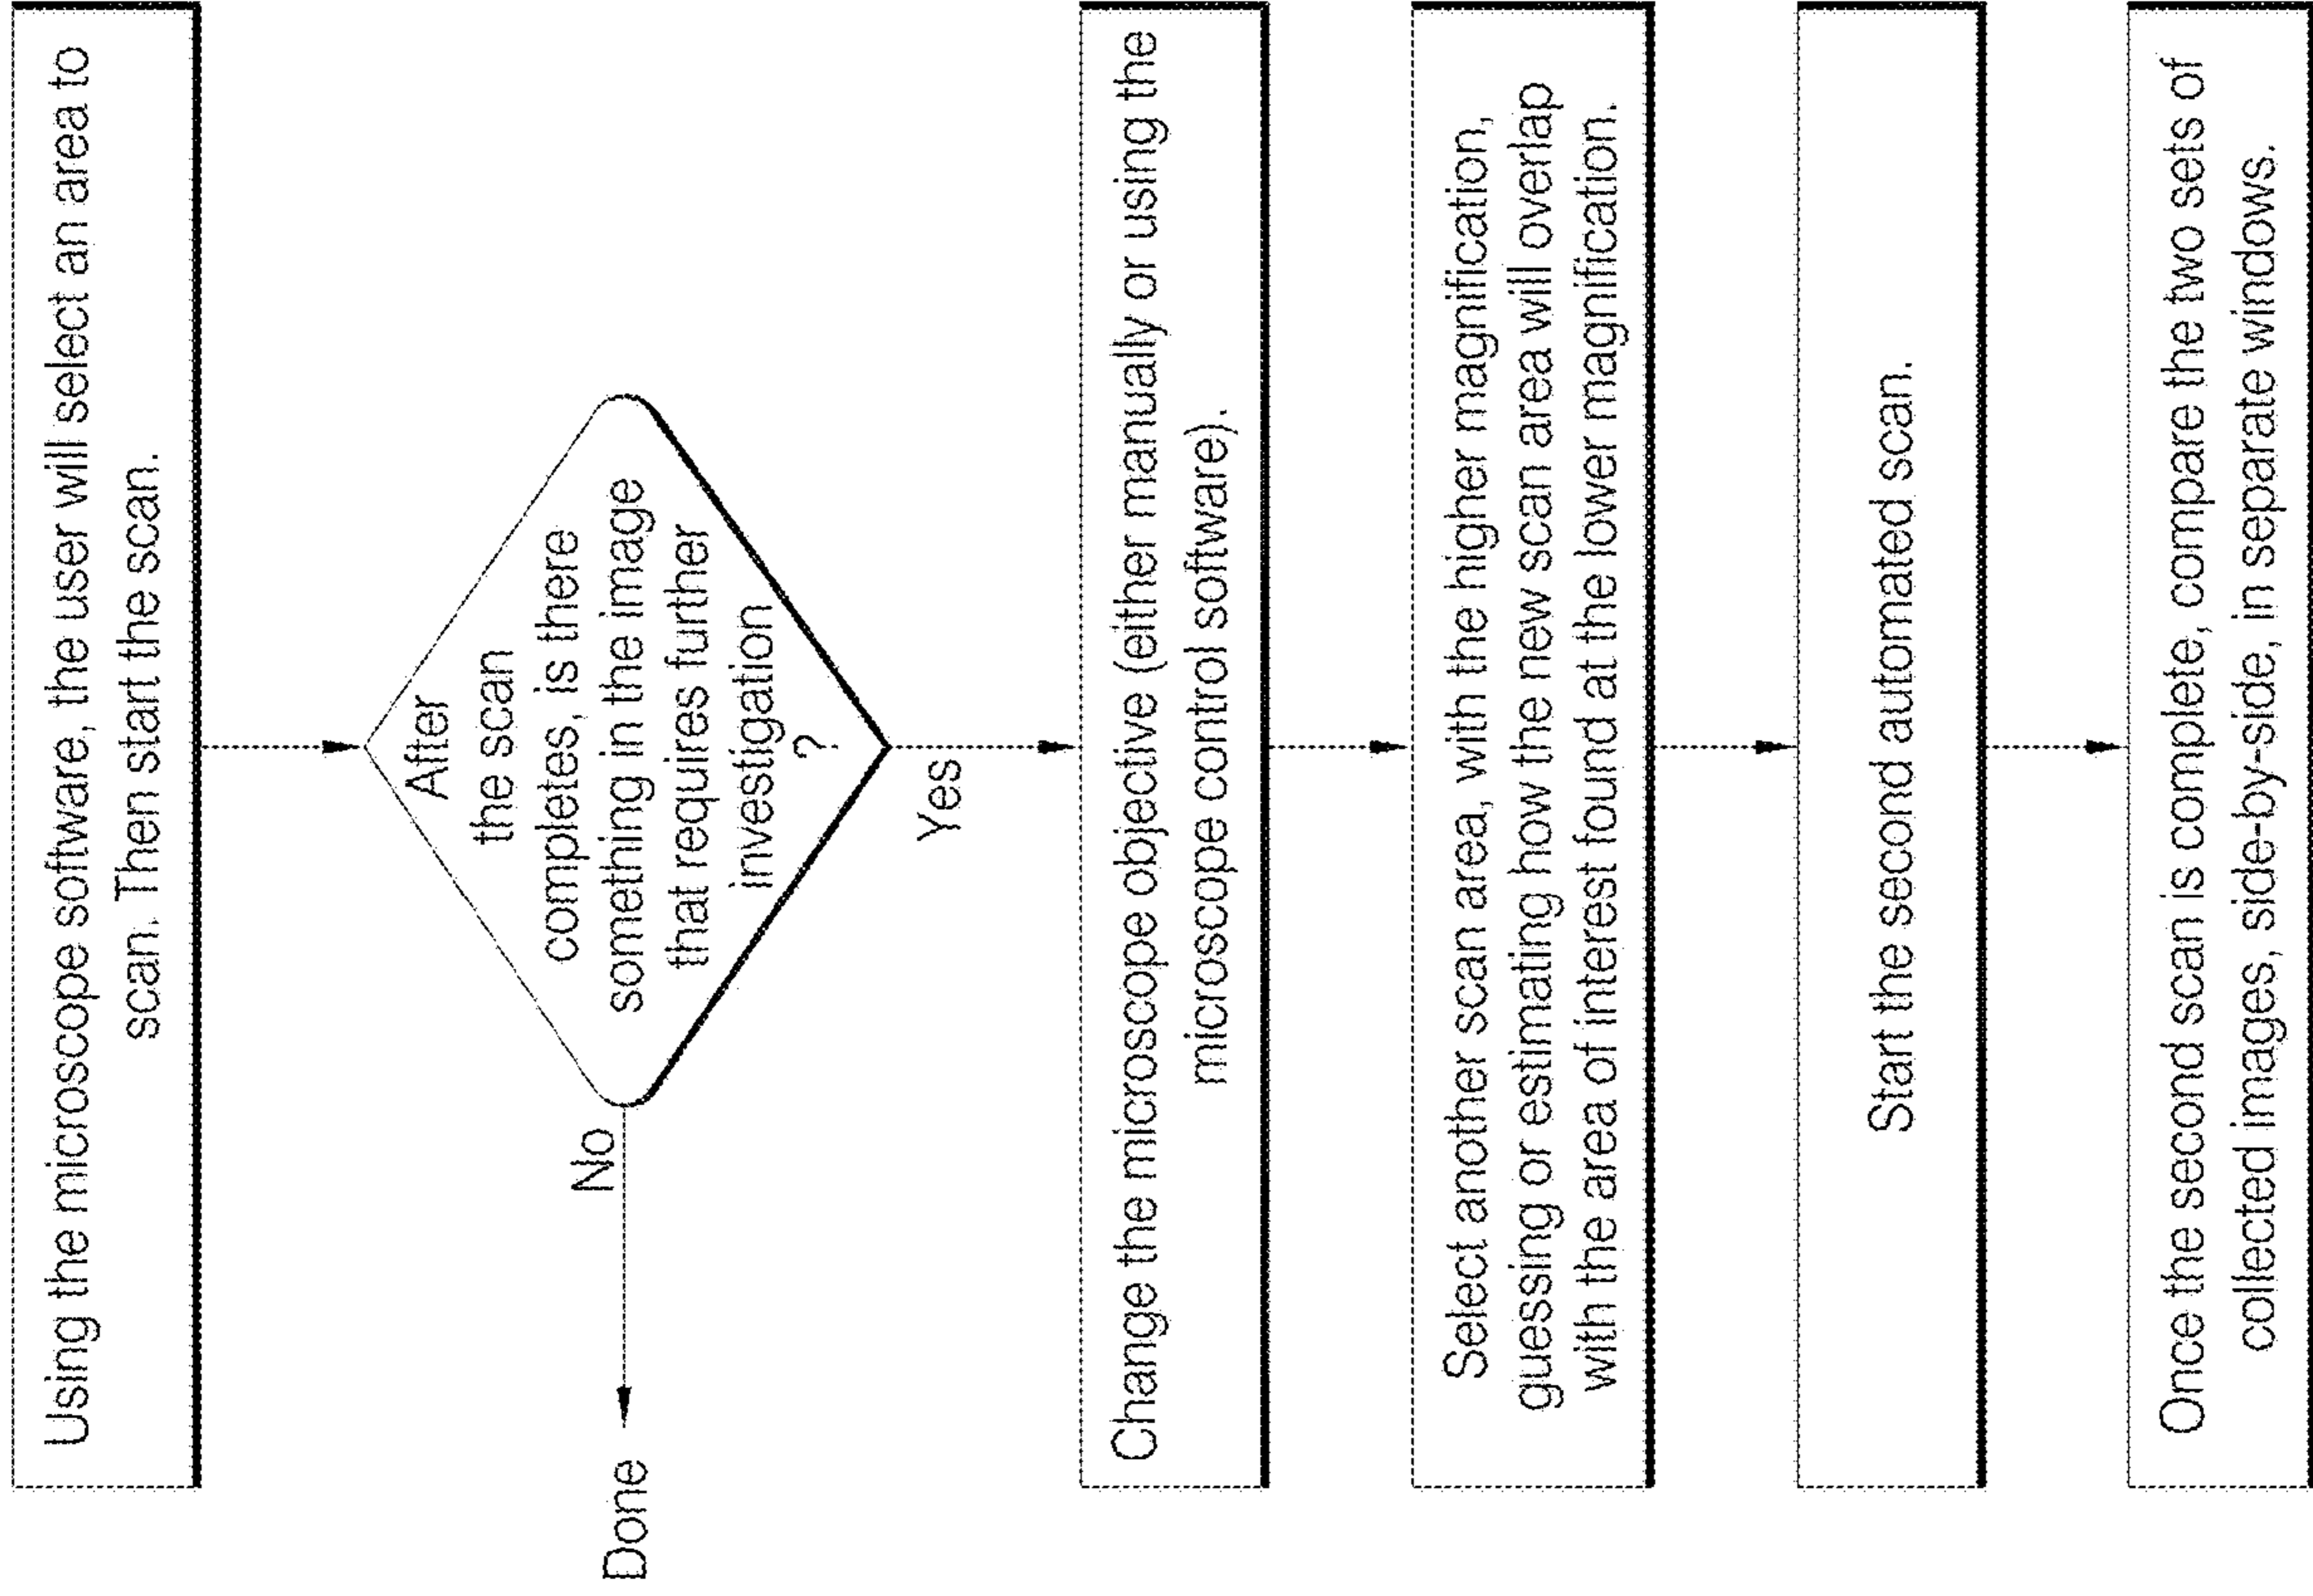 Using the microscope software, the user will select an area to
scan. Then start the scan.
After
the scan
completes, is there
something in the image
that requires further
investigation
?
No
Done
Yes
Change the microscope objective (either manually or using the
microscope control software).
Select another scan area, with the higher magnification,
guessing or estimating how the new scan area will overlap
with the area of interest found at the lower magnification.
Start the second automated scan.
Once the second scan is complete, compare the two sets of
collected images, side-by-side, in separate windows.